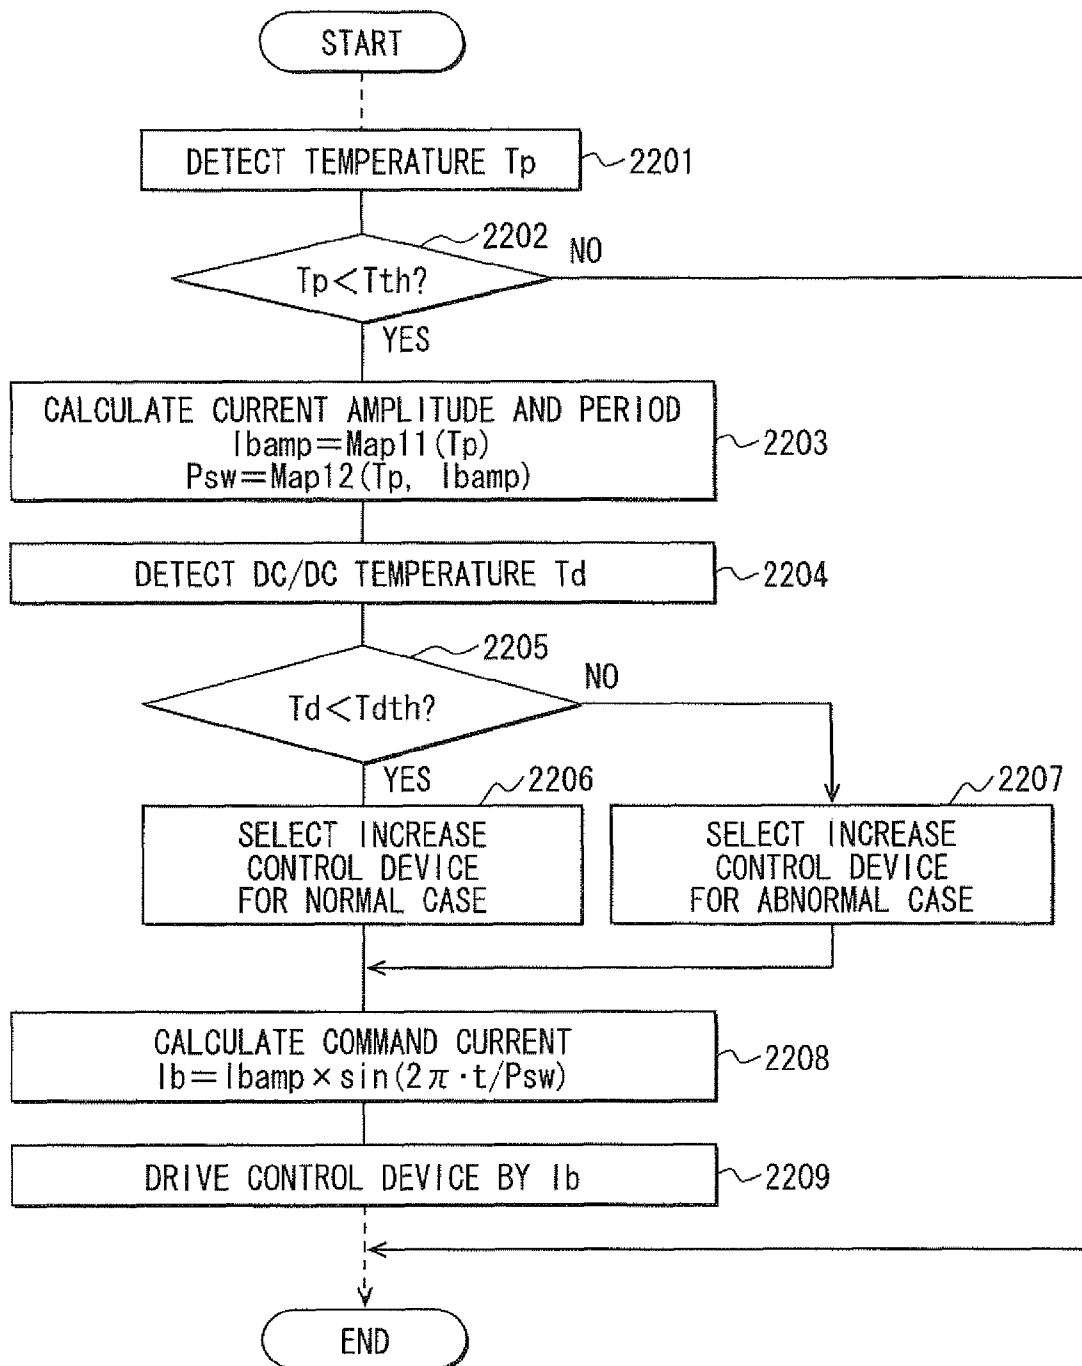 START
DETECT TEMPERATURE Tp
2201
2202
NO
Tp<Tth?
YES
CALCULATE CURRENT AMPLITUDE AND PERIOD
Ibamp=Map11(Tp)
Psw=Map12(Tp, Ibamp)
2203
DETECT DC/DC TEMPERATURE Td
2204
2205
NO
Td<Tdth?
YES
2206
2207
SELECT INCREASE
CONTROL DEVICE
FOR NORMAL CASE
SELECT INCREASE
CONTROL DEVICE
FOR ABNORMAL CASE
CALCULATE COMMAND CURRENT
Ib=Ibamp×sin(2π·t/Psw)
2208
DRIVE CONTROL DEVICE BY Ib
2209
END